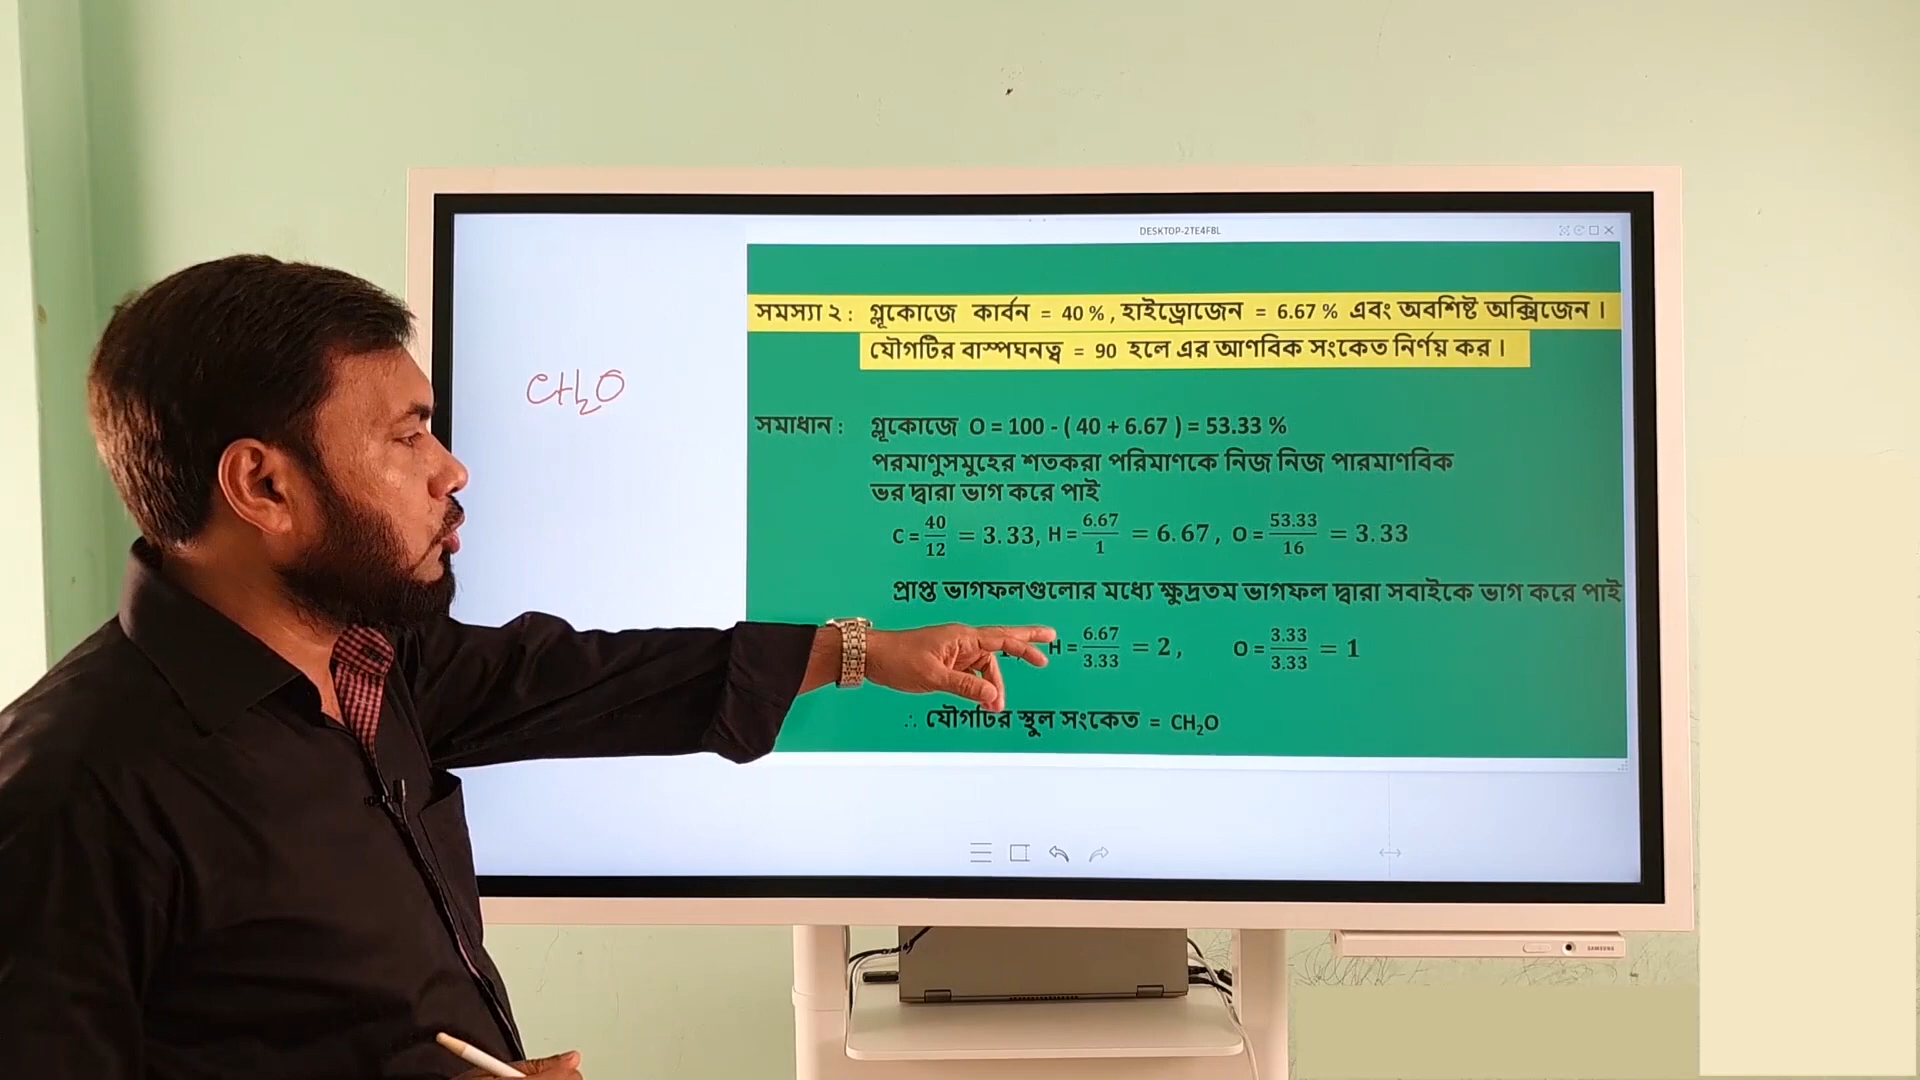 DESKTOP-2TE4FBL
সমস্যা ২ : গ্লূকোজে কার্বন = 40 % , হাইড্রোজেন = 6.67 % এবং অবশিষ্ট অক্সিজেন ।
যৌগটির বাস্পঘনত্ব = 90 হলে এর আণবিক সংকেত নির্ণয় কর ।
CH₂O
সমাধান : গ্লূকোজে O = 100 - ( 40 + 6.67 ) = 53.33 %
পরমাণুসমুহের শতকরা পরিমাণকে নিজ নিজ পারমাণবিক
ভর দ্বারা ভাগ করে পাই
C = 40/12 = 3.33, H = 6.67/1 = 6.67, O = 53.33/16 = 3.33
প্রাপ্ত ভাগফলগুলোর মধ্যে ক্ষুদ্রতম ভাগফল দ্বারা সবাইকে ভাগ করে পাই
H = 6.67/3.33 = 2, O = 3.33/3.33 = 1
∴ যৌগটির স্থুল সংকেত = CH₂O
SAMSUNG